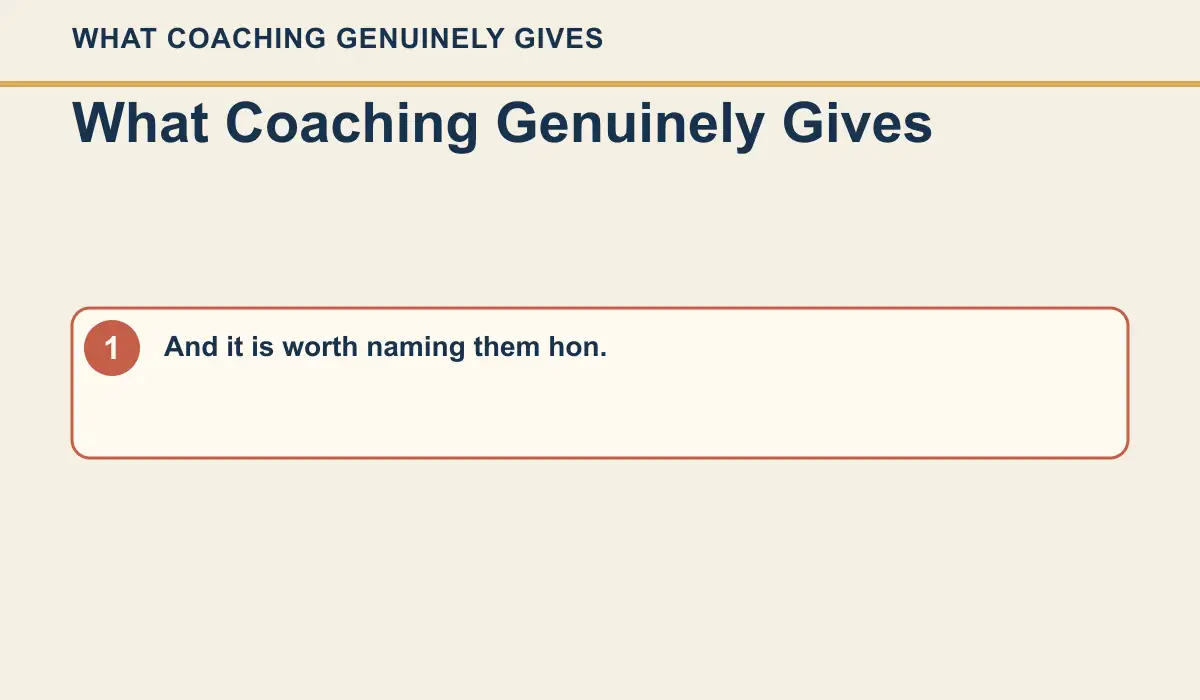 WHAT COACHING GENUINELY GIVES
What Coaching Genuinely Gives
1 And it is worth naming them hon.